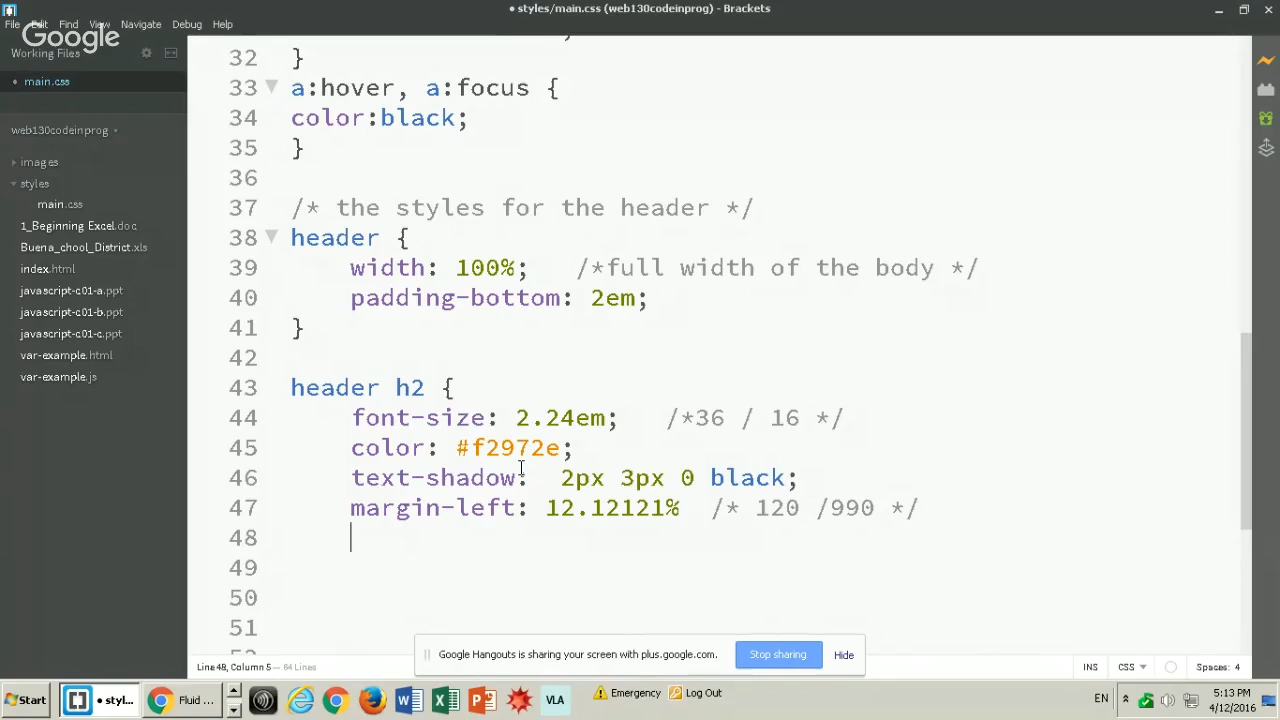 • styles/main.css (web130codeinprog) - Brackets
File Edit Find View Navigate Debug Help
Google
Working Files
• main.css
web130codeinprog
images
styles
main.css
1_Beginning Excel.doc
Buena_chool_District.xls
index.html
javascript-c01-a.ppt
javascript-c01-b.ppt
javascript-c01-c.ppt
var-example.html
var-example.js
32 }
33 a:hover, a:focus {
34 color:black;
35 }
36
37 /* the styles for the header */
38 header {
39 width: 100%; /*full width of the body */
40 padding-bottom: 2em;
41 }
42
43 header h2 {
44 font-size: 2.24em; /*36 / 16 */
45 color: #f2972e;
46 text-shadow: 2px 3px 0 black;
47 margin-left: 12.12121% /* 120 /990 */
48
49
50
51
Google Hangouts is sharing your screen with plus.google.com. Stop sharing Hide
Line 48, Column 5 — 64 Lines INS CSS Spaces: 4
Start • styl... Fluid ... VLA Emergency Log Out EN 5:13 PM
4/12/2016